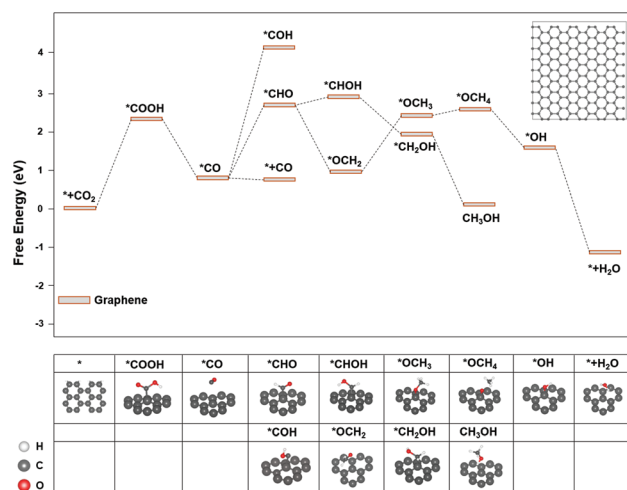 Free Energy (eV)
4
3
2
1
0
-1
-2
-3
*+CO₂
*COOH
*CO
*COH
*CHO
*+CO
*CHOH
*OCH₂
*OCH₃
*CH₂OH
*OCH₄
CH₃OH
*OH
*+H₂O
Graphene
* *COOH *CO *CHO *CHOH *OCH₃ *OCH₄ *OH *+H₂O
*COH *OCH₂ *CH₂OH CH₃OH
H
C
O